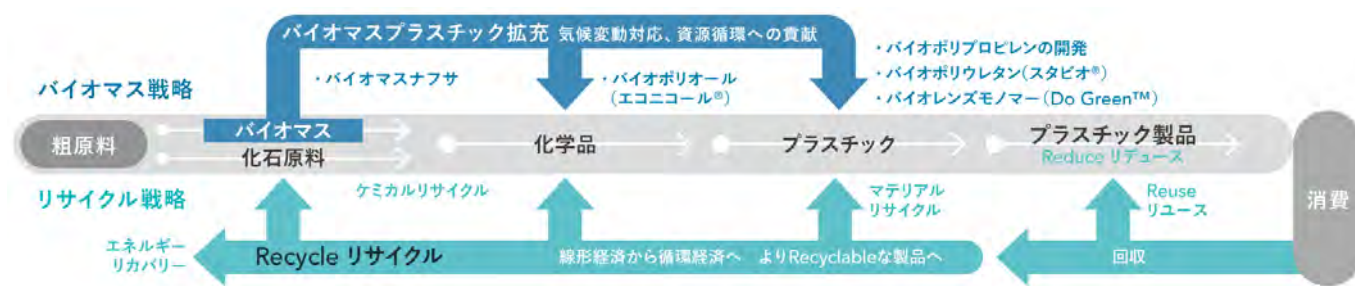 バイオマスプラスチック拡充 気候変動対応、資源循環への貢献
バイオマス戦略
・バイオマスナフサ
・バイオポリオール
(エコニコール®)
・バイオポリプロピレンの開発
・バイオポリウレタン(スタビオ®)
・バイオレンズモノマー(Do Green™)
粗原料
バイオマス
化石原料
化学品
プラスチック
プラスチック製品
Reduce リデュース
消費
リサイクル戦略
ケミカルリサイクル
マテリアル
リサイクル
Reuse
リユース
エネルギー
リカバリー
Recycle リサイクル
線形経済から循環経済へ よりRecyclableな製品へ
回収